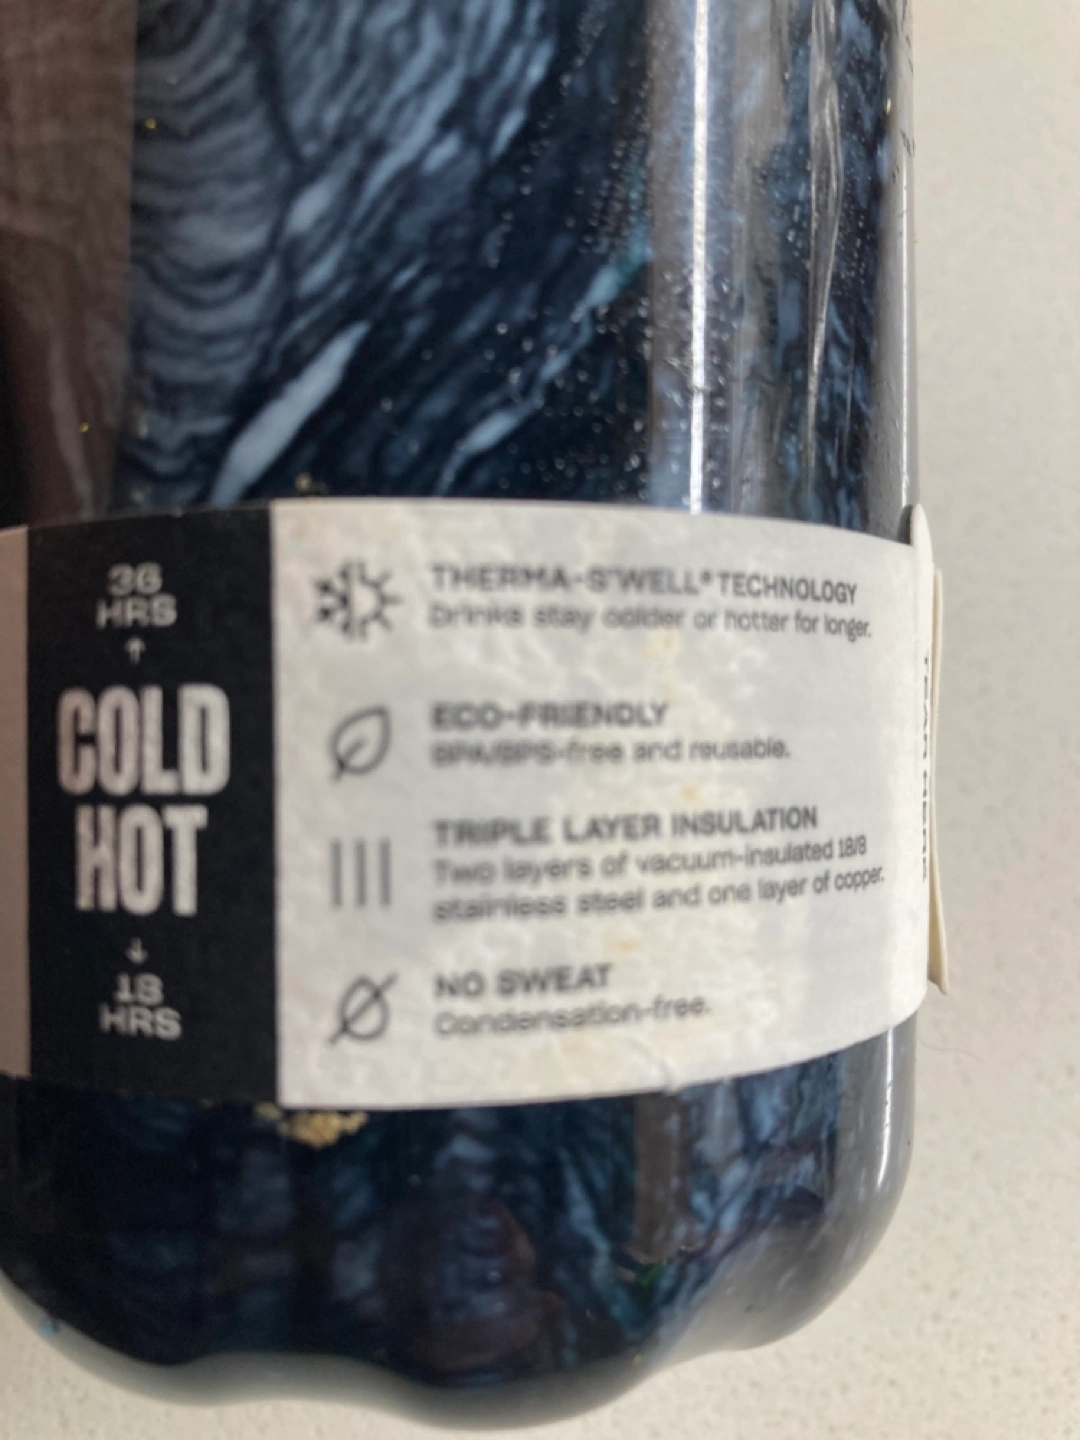 36
HRS
↑
COLD
HOT
↓
18
HRS
THERMA-S'WELL® TECHNOLOGY
Drinks stay colder or hotter for longer.
ECO-FRIENDLY
BPA/BPS-free and reusable.
TRIPLE LAYER INSULATION
Two layers of vacuum-insulated 18/8
stainless steel and one layer of copper.
NO SWEAT
Condensation-free.
TEAR HERE